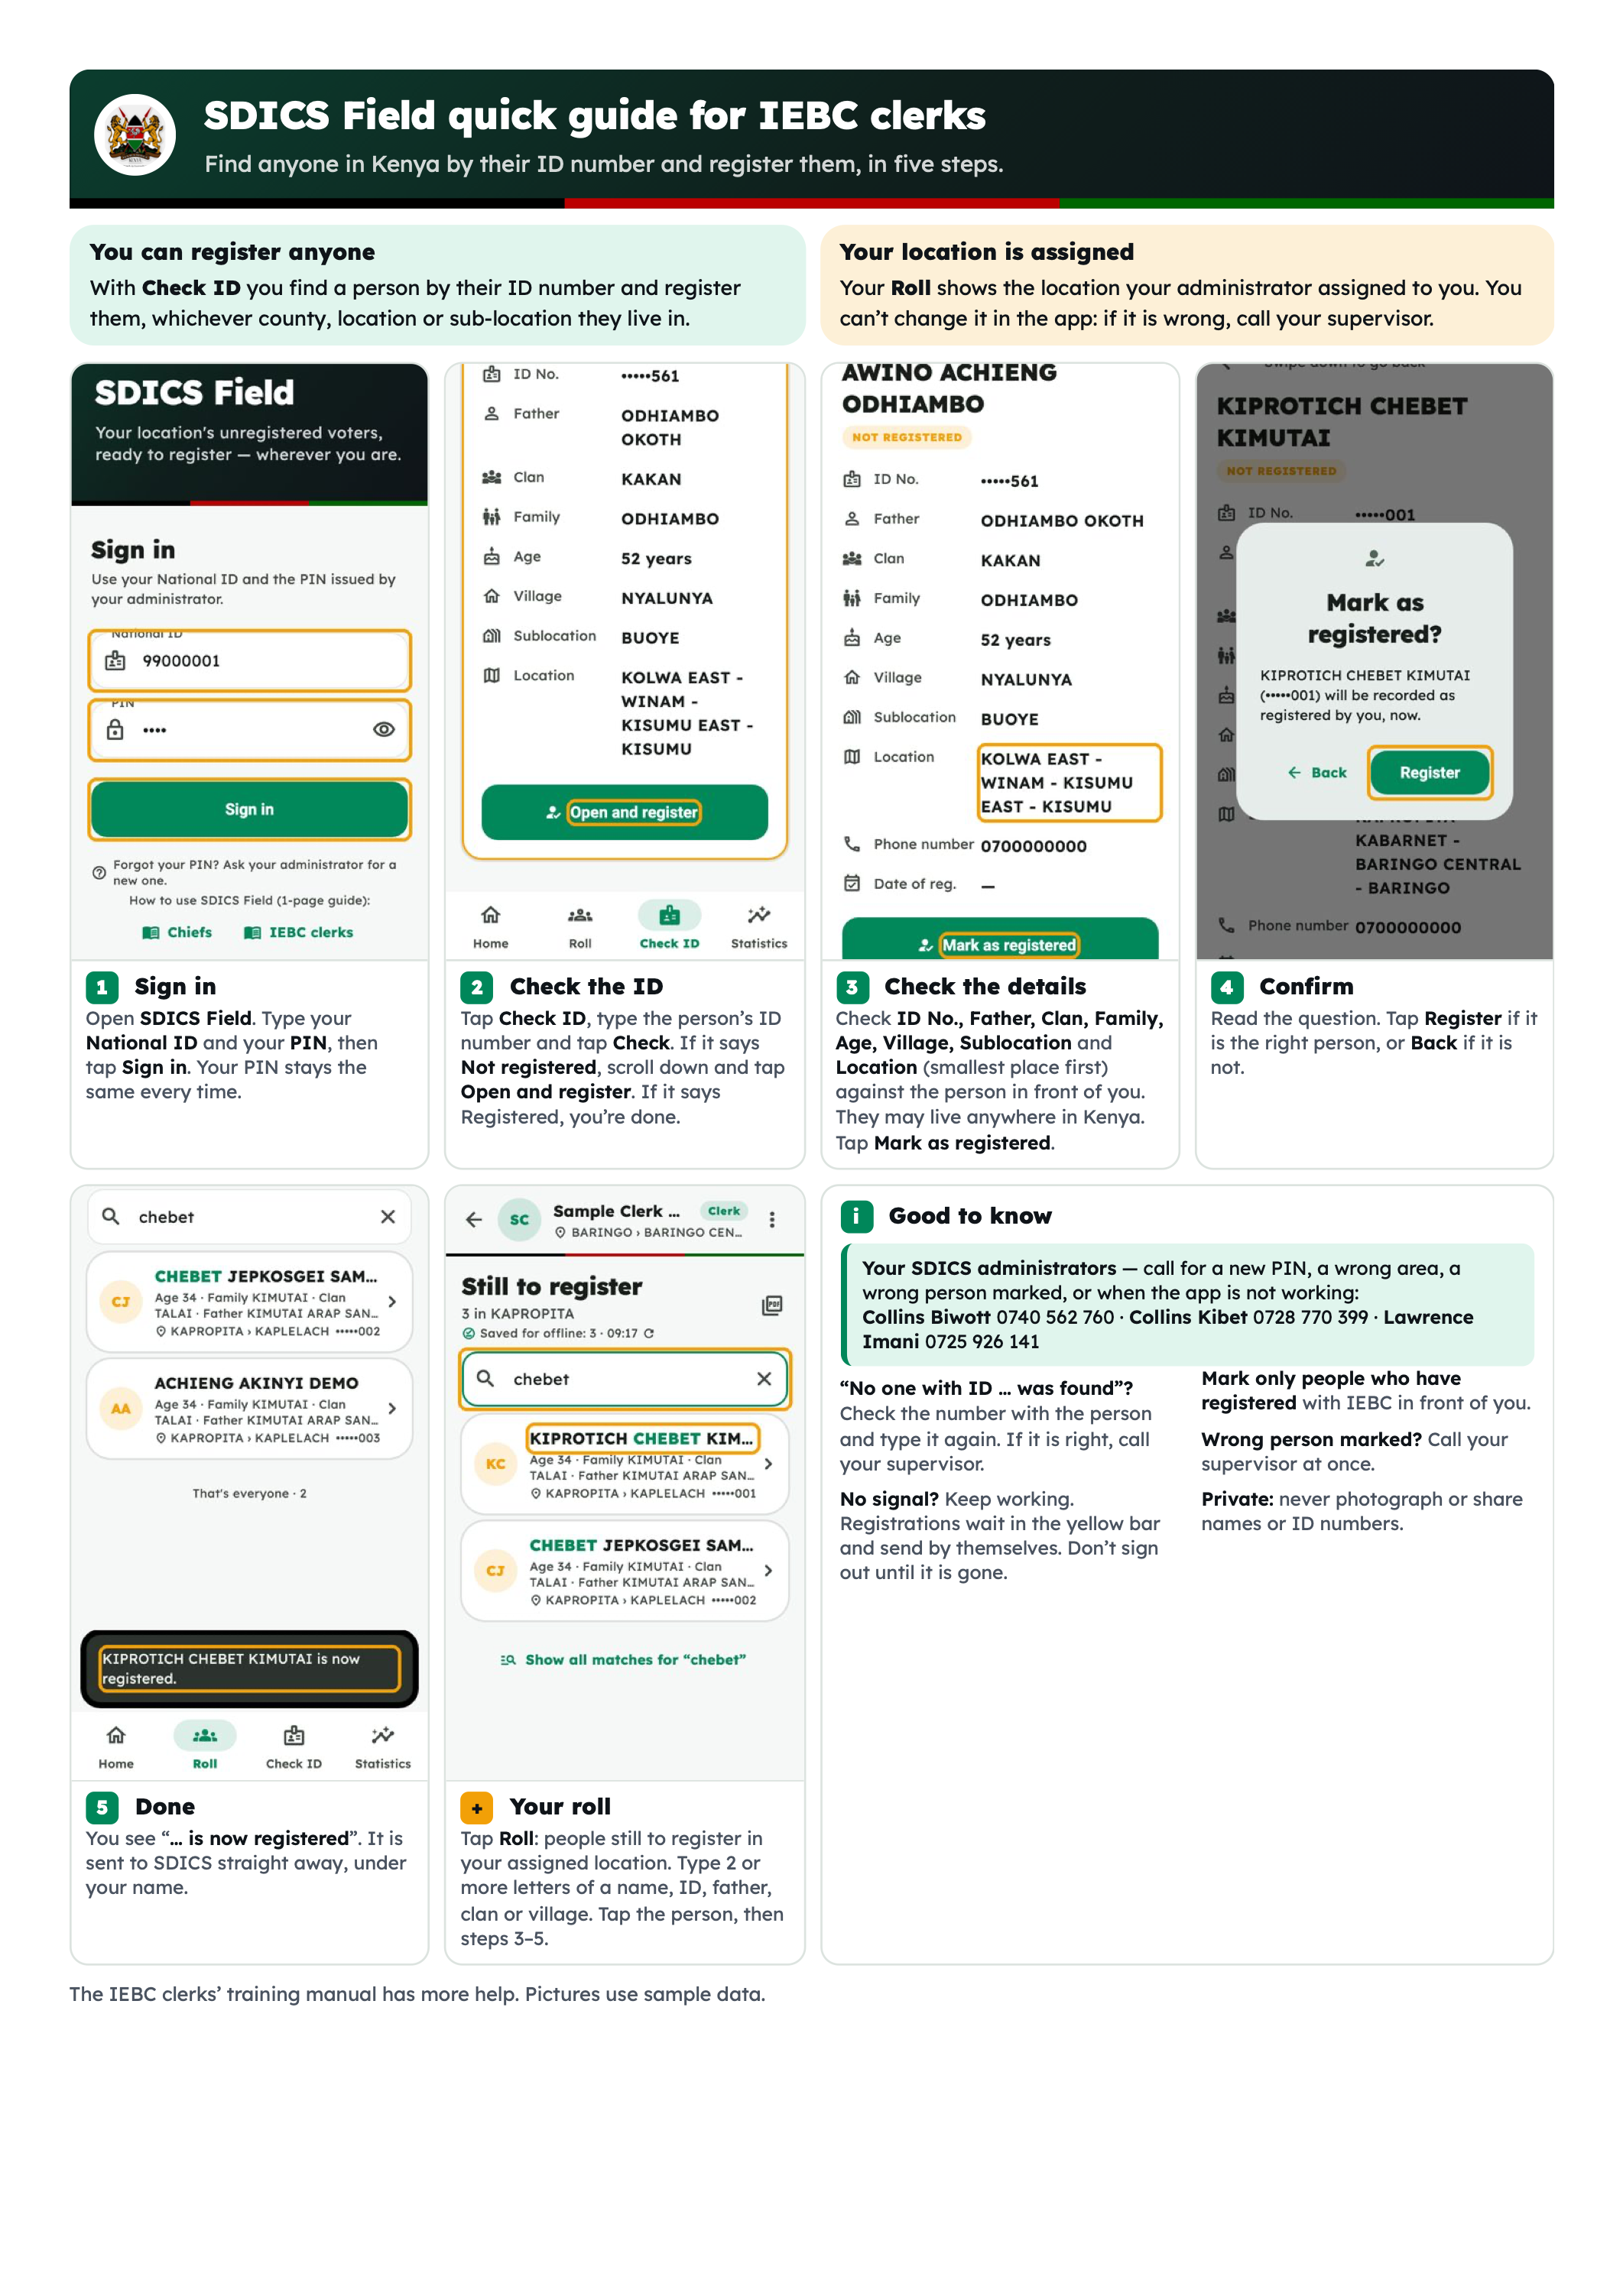 SDICS Field quick guide for IEBC clerks
Find anyone in Kenya by their ID number and register them, in five steps.
You can register anyone
With Check ID you find a person by their ID number and register
them, whichever county, location or sub-location they live in.
Your location is assigned
Your Roll shows the location your administrator assigned to you. You
can’t change it in the app: if it is wrong, call your supervisor.
SDICS Field
Your location's unregistered voters,
ready to register — wherever you are.
Sign in
Use your National ID and the PIN issued by
your administrator.
National ID
99000001
PIN
••••
Sign in
Forgot your PIN? Ask your administrator for a
new one.
How to use SDICS Field (1-page guide):
Chiefs IEBC clerks
1 Sign in
Open SDICS Field. Type your
National ID and your PIN, then
tap Sign in. Your PIN stays the
same every time.
ID No. •••••561
Father ODHIAMBO
OKOTH
Clan KAKAN
Family ODHIAMBO
Age 52 years
Village NYALUNYA
Sublocation BUOYE
Location KOLWA EAST -
WINAM -
KISUMU EAST -
KISUMU
Open and register
Home Roll Check ID Statistics
2 Check the ID
Tap Check ID, type the person’s ID
number and tap Check. If it says
Not registered, scroll down and tap
Open and register. If it says
Registered, you’re done.
AWINO ACHIENG
ODHIAMBO
NOT REGISTERED
ID No. •••••561
Father ODHIAMBO OKOTH
Clan KAKAN
Family ODHIAMBO
Age 52 years
Village NYALUNYA
Sublocation BUOYE
Location KOLWA EAST -
WINAM - KISUMU
EAST - KISUMU
Phone number 0700000000
Date of reg. —
Mark as registered
3 Check the details
Check ID No., Father, Clan, Family,
Age, Village, Sublocation and
Location (smallest place first)
against the person in front of you.
They may live anywhere in Kenya.
Tap Mark as registered.
Swipe down to go back
KIPROTICH CHEBET
KIMUTAI
NOT REGISTERED
ID No. •••••001
Mark as
registered?
KIPROTICH CHEBET KIMUTAI
(•••••001) will be recorded as
registered by you, now.
Back Register
KAPROPITA -
KABARNET -
BARINGO CENTRAL
- BARINGO
Phone number 0700000000
4 Confirm
Read the question. Tap Register if it
is the right person, or Back if it is
not.
chebet
CHEBET JEPKOSGEI SAM...
CJ
Age 34 · Family KIMUTAI · Clan
TALAI · Father KIMUTAI ARAP SAN...
KAPROPITA › KAPLELACH •••••002
ACHIENG AKINYI DEMO
AA
Age 34 · Family KIMUTAI · Clan
TALAI · Father KIMUTAI ARAP SAN...
KAPROPITA › KAPLELACH •••••003
That's everyone · 2
KIPROTICH CHEBET KIMUTAI is now
registered.
Home Roll Check ID Statistics
5 Done
You see “... is now registered”. It is
sent to SDICS straight away, under
your name.
SC Sample Clerk ... Clerk
BARINGO › BARINGO CEN...
Still to register
3 in KAPROPITA
PDF
Saved for offline: 3 · 09:17
chebet
KIPROTICH CHEBET KIM...
KC
Age 34 · Family KIMUTAI · Clan
TALAI · Father KIMUTAI ARAP SAN...
KAPROPITA › KAPLELACH •••••001
CHEBET JEPKOSGEI SAM...
CJ
Age 34 · Family KIMUTAI · Clan
TALAI · Father KIMUTAI ARAP SAN...
KAPROPITA › KAPLELACH •••••002
Show all matches for “chebet”
+ Your roll
Tap Roll: people still to register in
your assigned location. Type 2 or
more letters of a name, ID, father,
clan or village. Tap the person, then
steps 3–5.
i Good to know
Your SDICS administrators — call for a new PIN, a wrong area, a
wrong person marked, or when the app is not working:
Collins Biwott 0740 562 760 · Collins Kibet 0728 770 399 · Lawrence
Imani 0725 926 141
“No one with ID ... was found”?
Check the number with the person
and type it again. If it is right, call
your supervisor.
No signal? Keep working.
Registrations wait in the yellow bar
and send by themselves. Don’t sign
out until it is gone.
Mark only people who have
registered with IEBC in front of you.
Wrong person marked? Call your
supervisor at once.
Private: never photograph or share
names or ID numbers.
The IEBC clerks’ training manual has more help. Pictures use sample data.